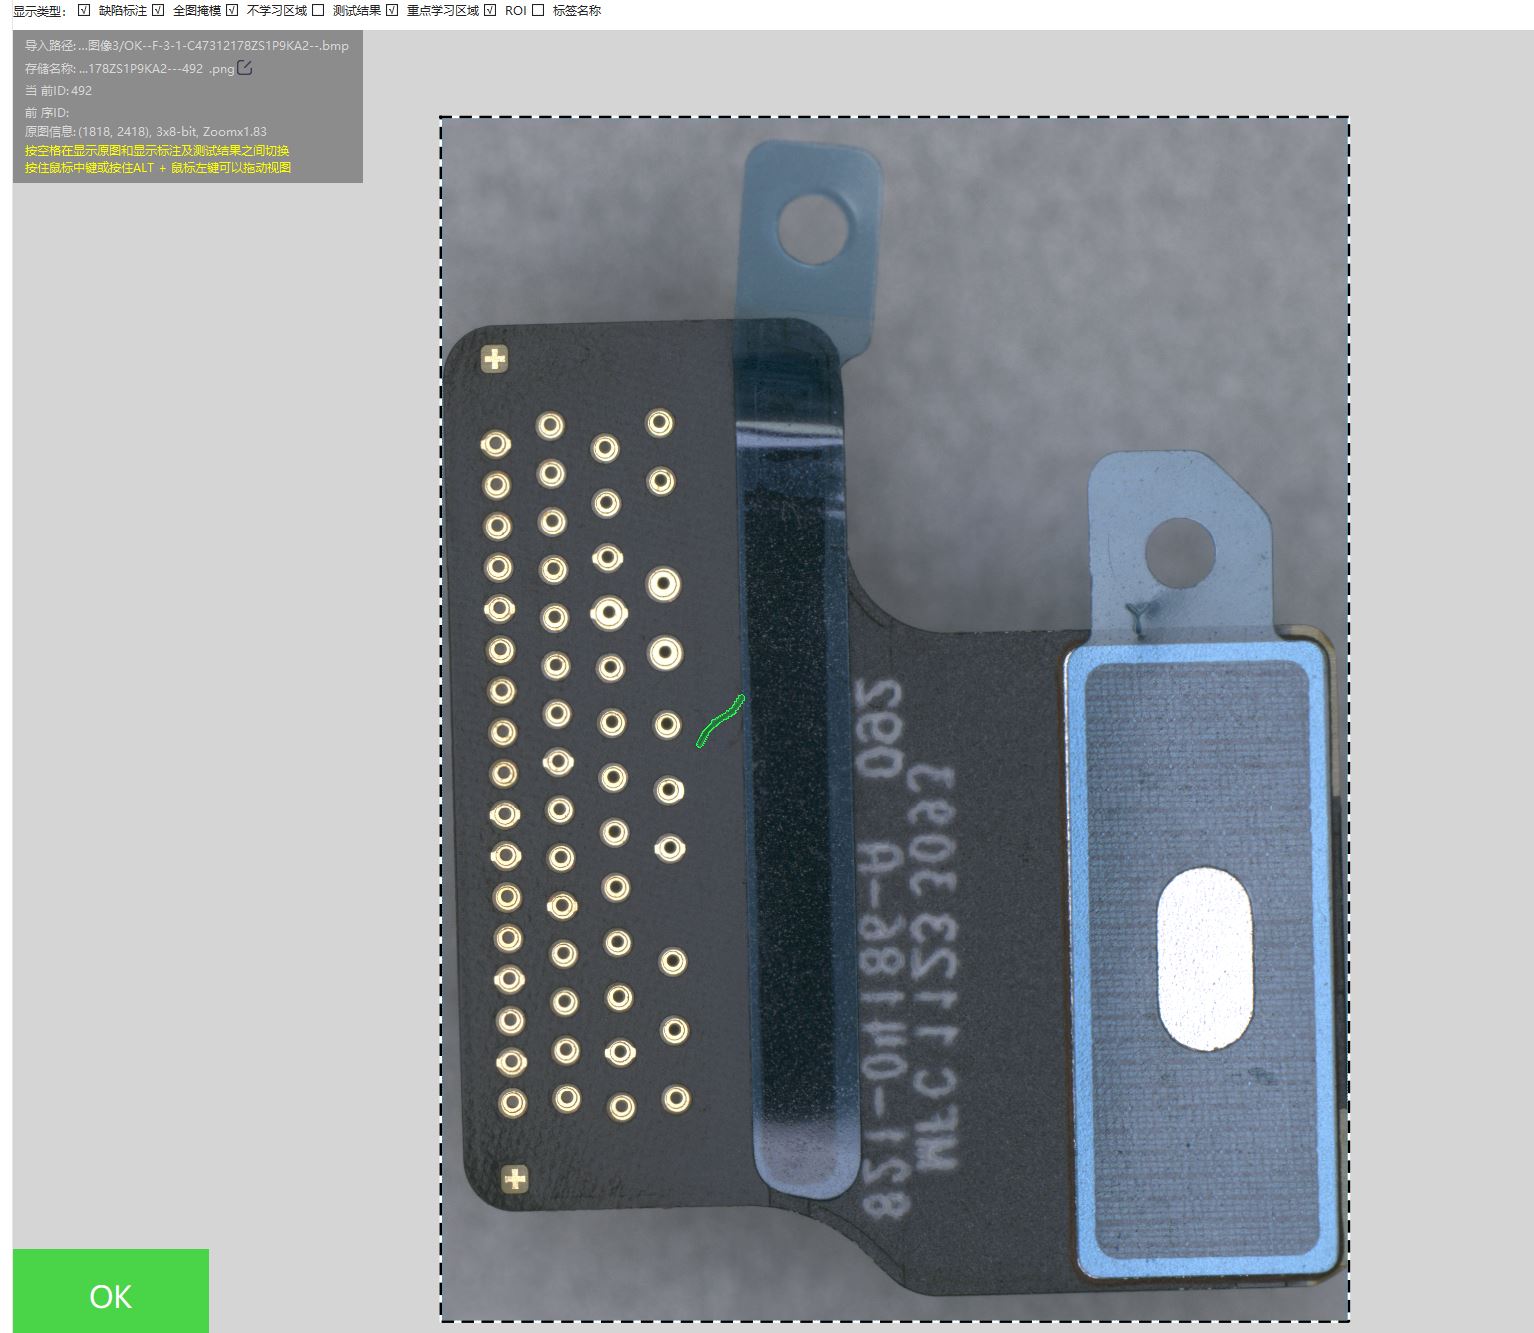 显示类型： 缺陷标注 全图掩模 不学习区域 测试结果 重点学习区域 ROI 标签名称
导入路径: ...图像3/OK--F-3-1-C47312178ZS1P9KA2--.bmp
存储名称: ...178ZS1P9KA2---492 .png
当 前ID: 492
前 序ID:
原图信息: (1818, 2418), 3x8-bit, Zoomx1.83
按空格在显示原图和显示标注及测试结果之间切换
按住鼠标中键或按住ALT + 鼠标左键可以拖动视图
OK